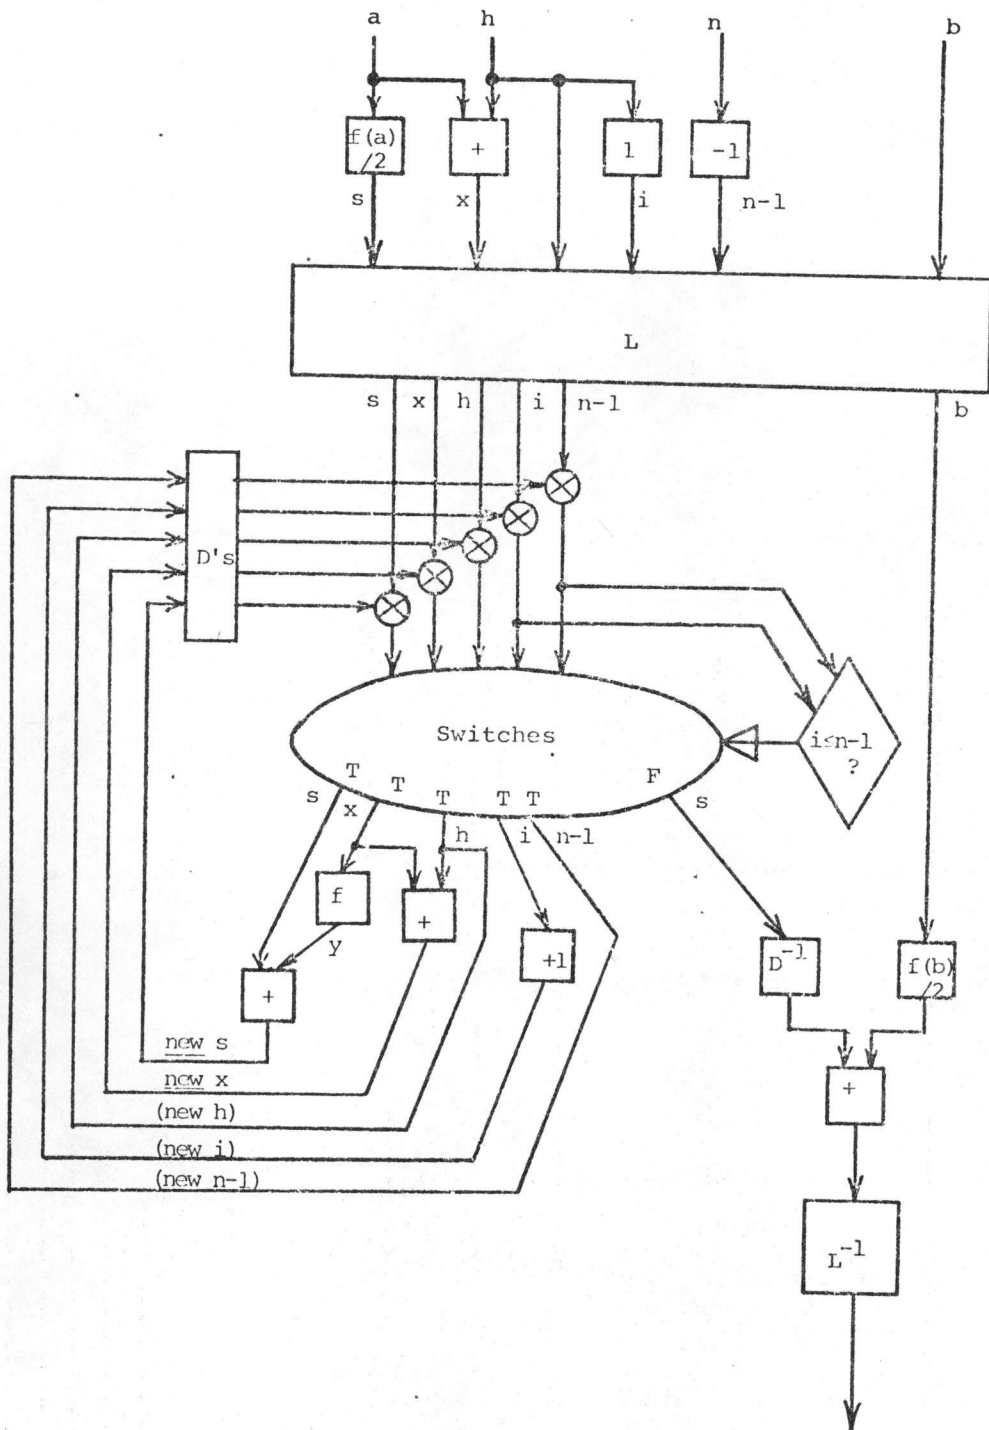 a h n b
f(a)
/2
+ 1 -1
s x i n-1
L
s x h i n-1 b
D's
Switches
i≤n-1
?
T T T T T F
s x h i n-1 s
f
+
y
+1
D-1
f(b)
/2
+
new s
new x
+
(new h)
(new i)
(new n-1)
L-1